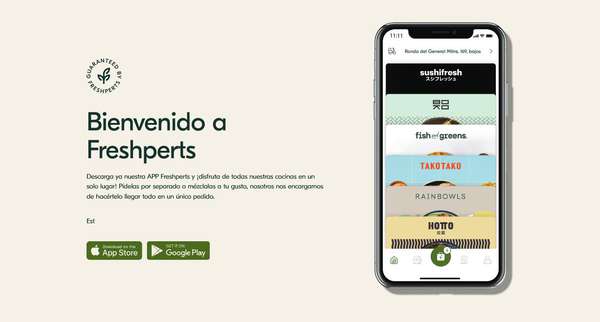 GUARANTEED BY FRESHPERTS
Bienvenido a
Freshperts
Descarga ya nuestra APP Freshperts y ¡disfruta de todas nuestras cocinas en un
solo lugar! Pídelas por separado o mézclalas a tu gusto, nosotros nos encargamos
de hacértelo llegar todo en un único pedido.
Est
Download on the
App Store
GET IT ON
Google Play
11:11
Ronda del General Mitre, 169, bajos
sushifresh
スシフレッシュ
fish and greens.
TAKOTAKO
RAINBOWLS
HOTTO